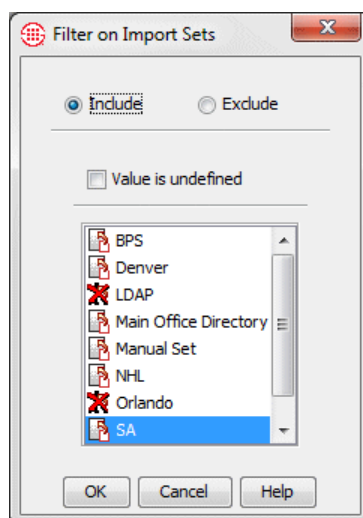 Filter on Import Sets
Include
Exclude
Value is undefined
BPS
Denver
LDAP
Main Office Directory
Manual Set
NHL
Orlando
SA
OK
Cancel
Help